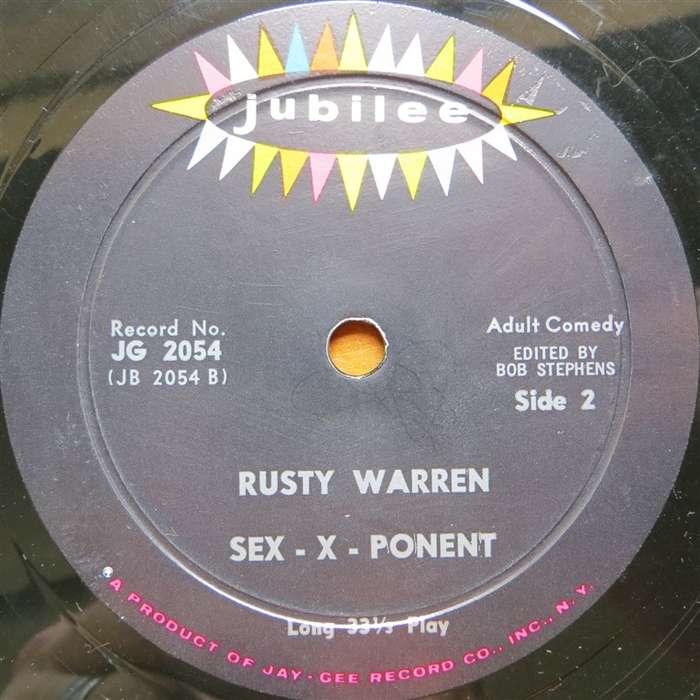 jubilee
Record No.
JG 2054
(JB 2054 B)
Adult Comedy
EDITED BY
BOB STEPHENS
Side 2
RUSTY WARREN
SEX - X - PONENT
Long 33⅓ Play
A PRODUCT OF JAY-GEE RECORD CO., INC., N.Y.